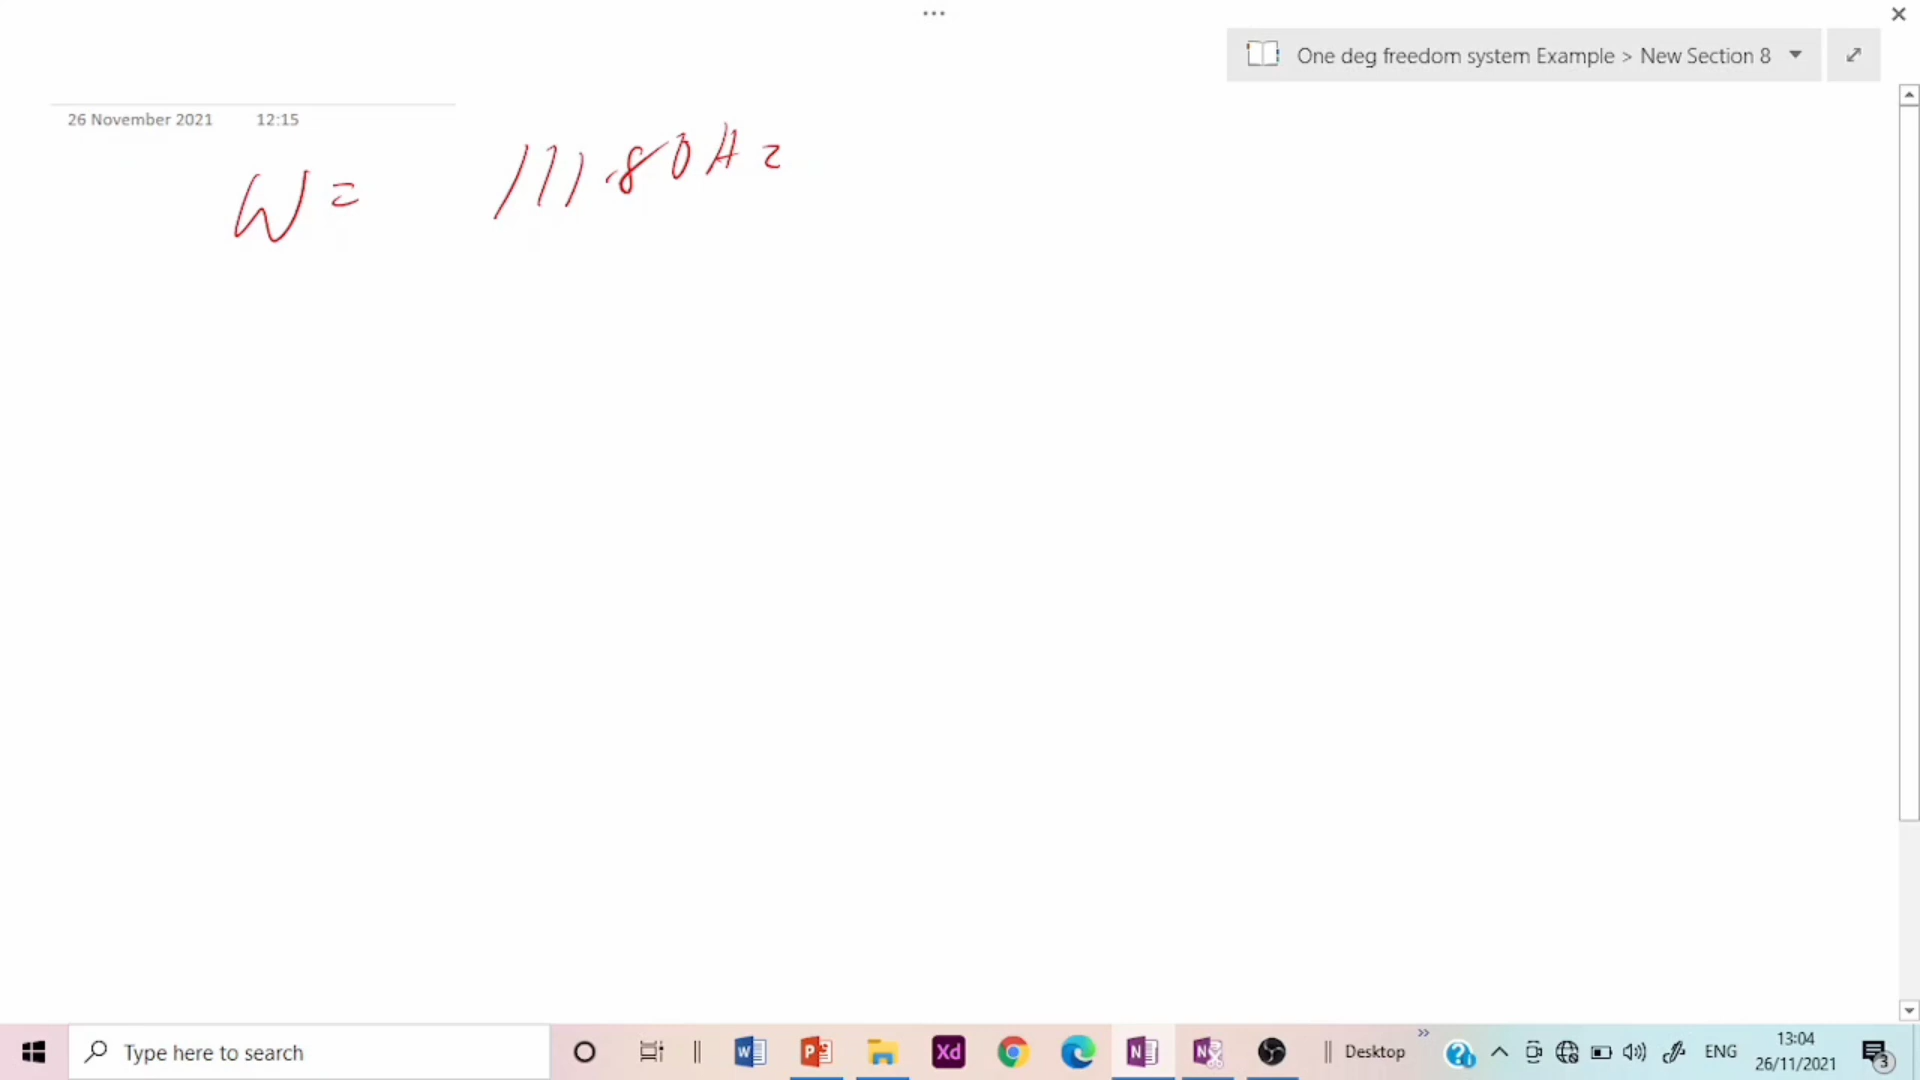 One deg freedom system Example > New Section 8
26 November 2021 12:15
W = 111.80Hz
Type here to search
Desktop
ENG
13:04
26/11/2021
3